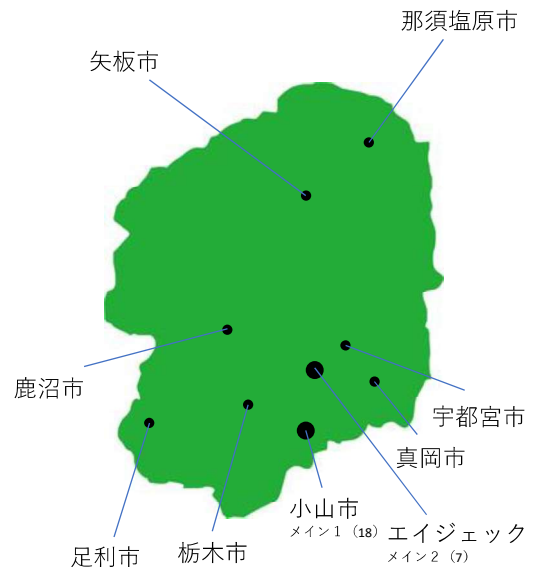 那須塩原市
矢板市
鹿沼市
宇都宮市
真岡市
小山市
メイン１（18）
エイジェック
メイン２（7）
栃木市
足利市